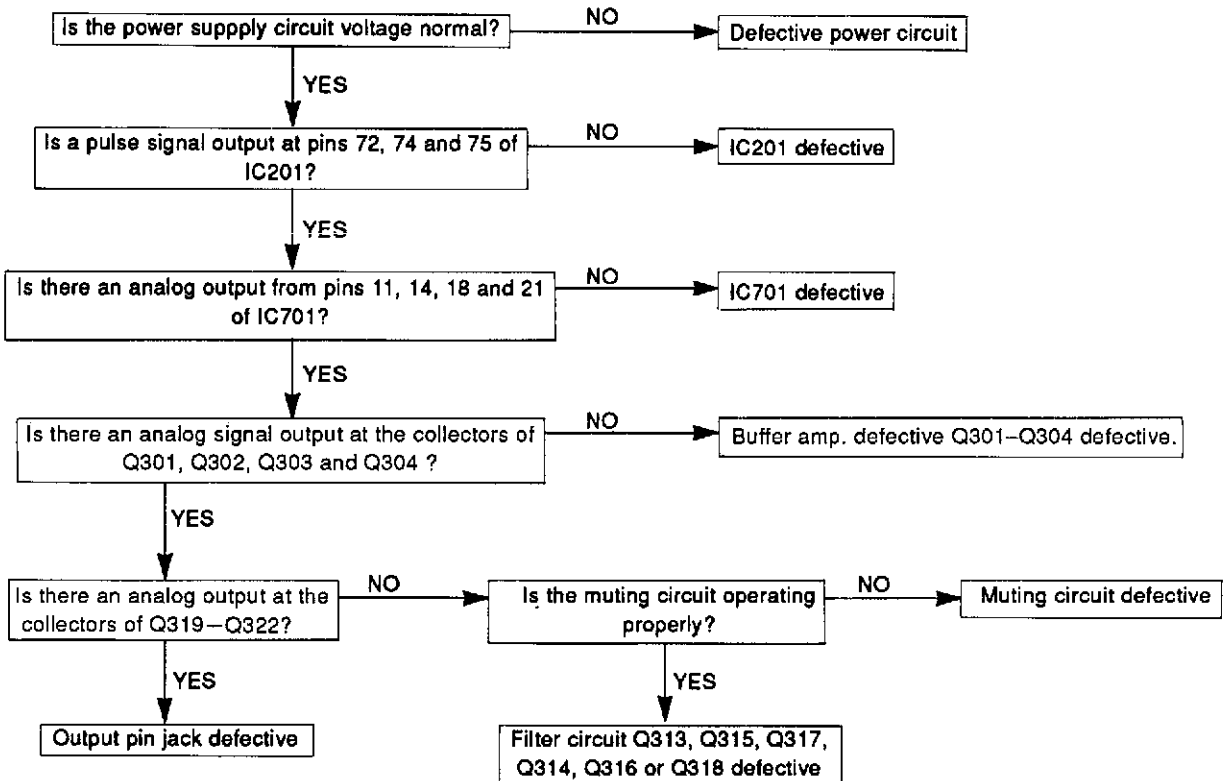 Is the power suppply circuit voltage normal?
NO
Defective power circuit
YES
Is a pulse signal output at pins 72, 74 and 75 of
IC201?
NO
IC201 defective
YES
Is there an analog output from pins 11, 14, 18 and 21
of IC701?
NO
IC701 defective
YES
Is there an analog signal output at the collectors of
Q301, Q302, Q303 and Q304 ?
NO
Buffer amp. defective Q301–Q304 defective.
YES
Is there an analog output at the
collectors of Q319–Q322?
NO
Is the muting circuit operating
properly?
NO
Muting circuit defective
YES
YES
Output pin jack defective
Filter circuit Q313, Q315, Q317,
Q314, Q316 or Q318 defective